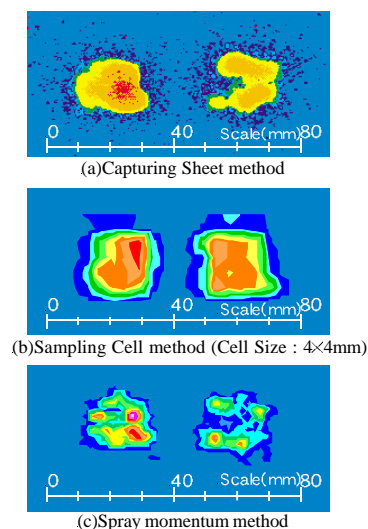 0 40 Scale(mm) 80
(a)Capturing Sheet method
0 40 Scale(mm) 80
(b)Sampling Cell method (Cell Size : 4×4mm)
0 40 Scale(mm) 80
(c)Spray momentum method